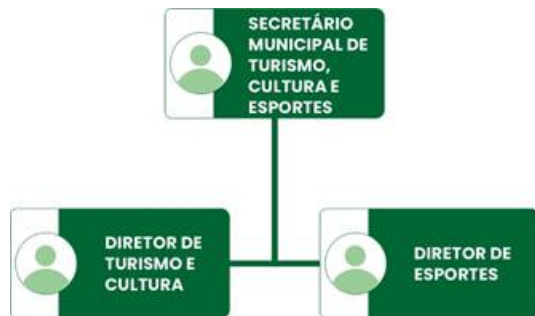 SECRETÁRIO
MUNICIPAL DE
TURISMO,
CULTURA E
ESPORTES
DIRETOR DE
TURISMO E
CULTURA
DIRETOR DE
ESPORTES